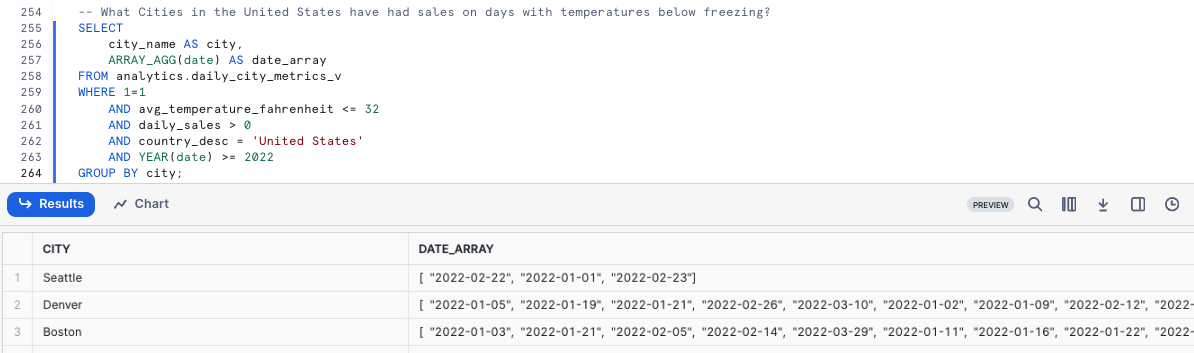 254 -- What Cities in the United States have had sales on days with temperatures below freezing?
255 SELECT
256 city_name AS city,
257 ARRAY_AGG(date) AS date_array
258 FROM analytics.daily_city_metrics_v
259 WHERE 1=1
260 AND avg_temperature_fahrenheit <= 32
261 AND daily_sales > 0
262 AND country_desc = 'United States'
263 AND YEAR(date) >= 2022
264 GROUP BY city;
Results Chart PREVIEW
CITY DATE_ARRAY
1 Seattle [ "2022-02-22", "2022-01-01", "2022-02-23"]
2 Denver [ "2022-01-05", "2022-01-19", "2022-01-21", "2022-02-26", "2022-03-10", "2022-01-02", "2022-01-09", "2022-02-12", "2022-
3 Boston [ "2022-01-03", "2022-01-21", "2022-02-05", "2022-02-14", "2022-03-29", "2022-01-11", "2022-01-16", "2022-01-22", "2022-